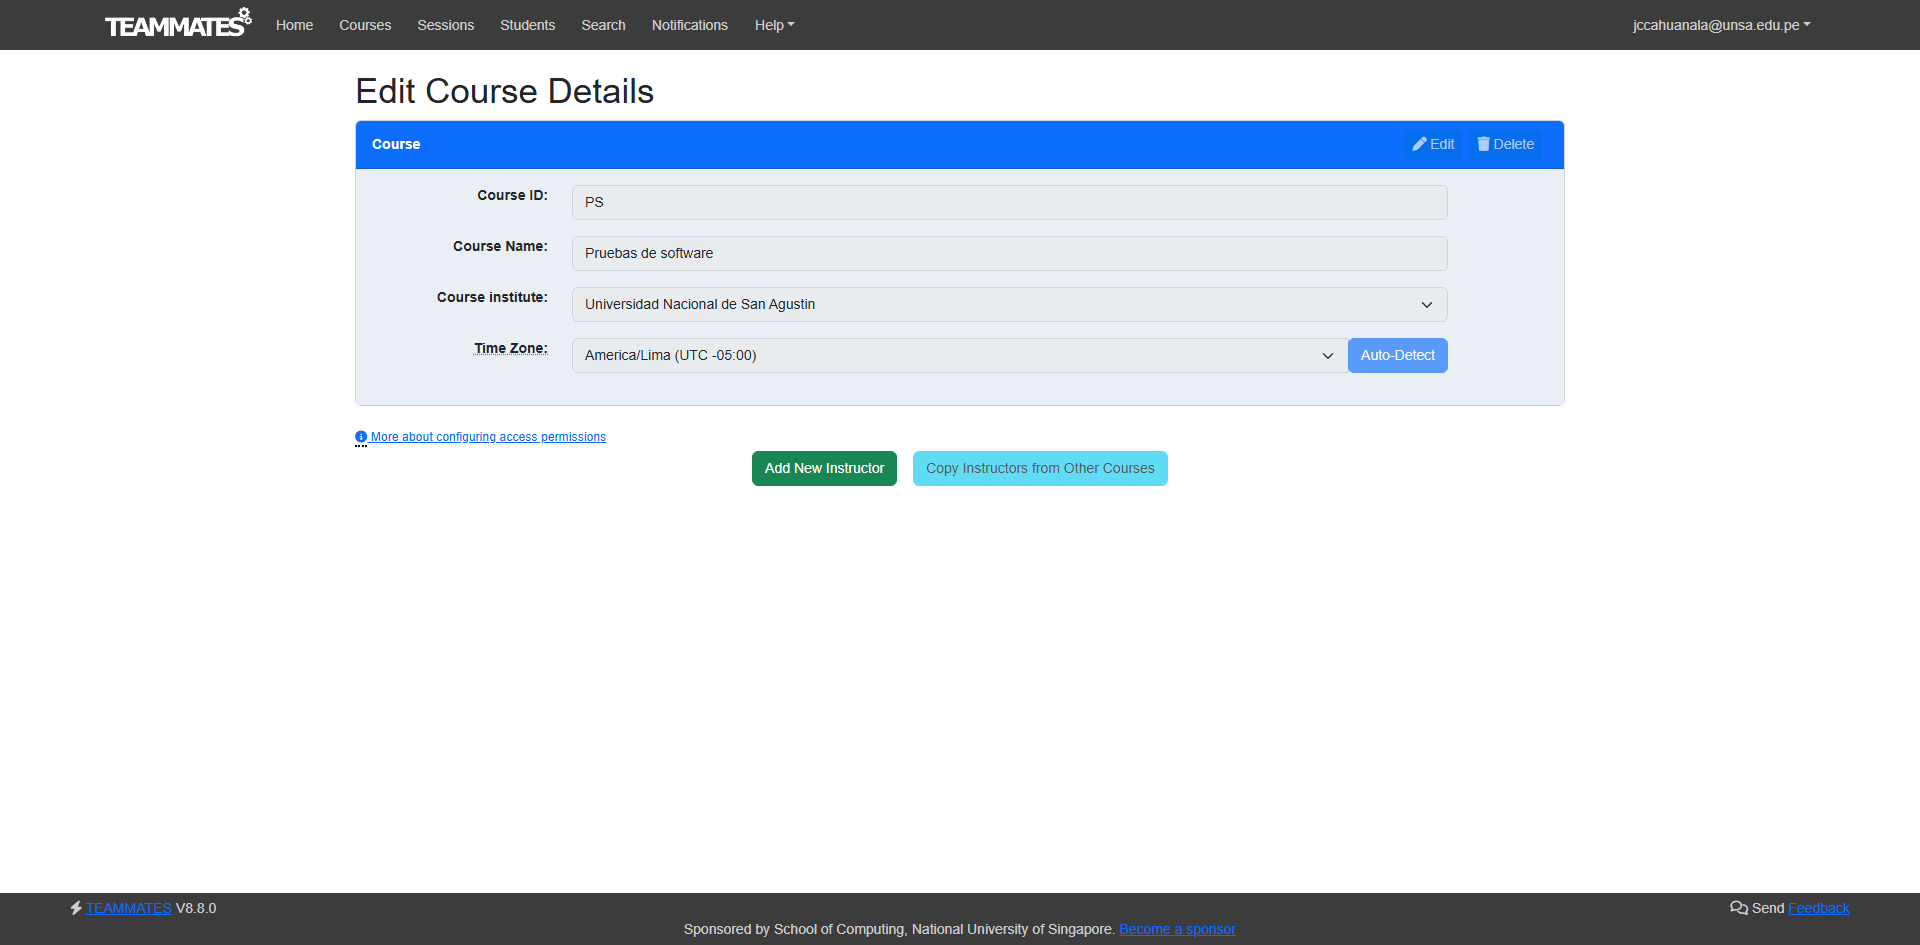 TEAMMATES Home Courses Sessions Students Search Notifications Help jccahuanala@unsa.edu.pe
Edit Course Details
Course Edit Delete
Course ID: PS
Course Name: Pruebas de software
Course institute: Universidad Nacional de San Agustin
Time Zone: America/Lima (UTC -05:00) Auto-Detect
More about configuring access permissions
Add New Instructor Copy Instructors from Other Courses
TEAMMATES V8.8.0 Send Feedback
Sponsored by School of Computing, National University of Singapore. Become a sponsor